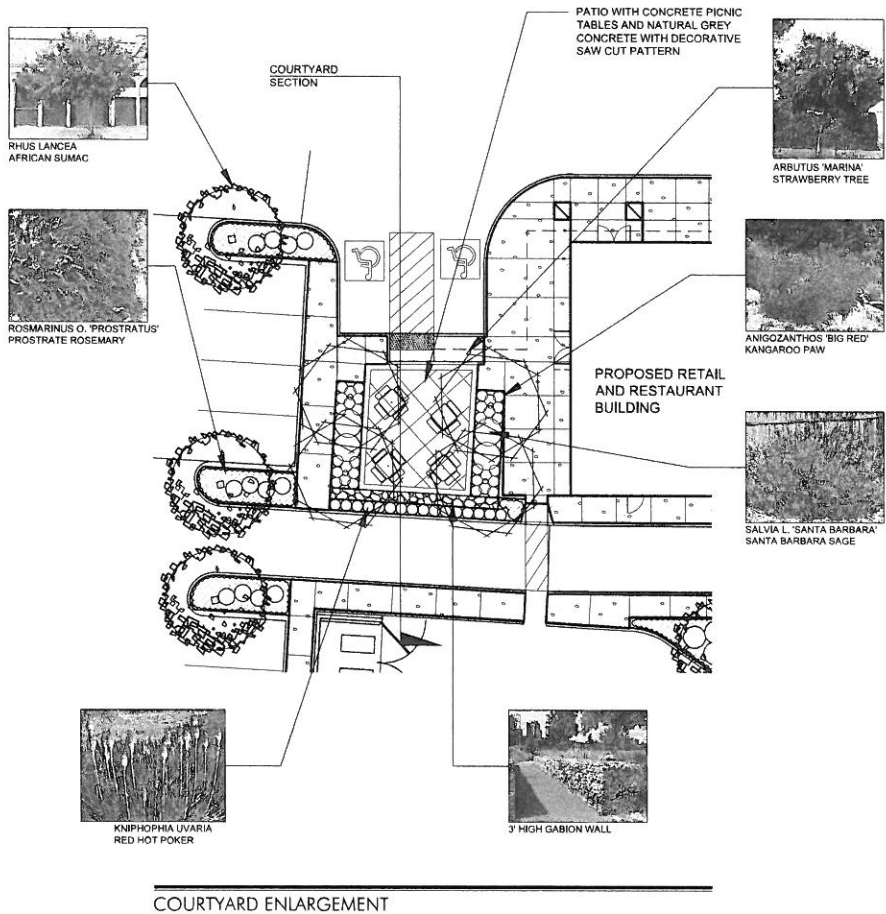 PATIO WITH CONCRETE PICNIC
TABLES AND NATURAL GREY
CONCRETE WITH DECORATIVE
SAW CUT PATTERN
COURTYARD
SECTION
RHUS LANCEA
AFRICAN SUMAC
ARBUTUS 'MARINA'
STRAWBERRY TREE
ROSMARINUS O. 'PROSTRATUS'
PROSTRATE ROSEMARY
ANIGOZANTHOS 'BIG RED'
KANGAROO PAW
PROPOSED RETAIL
AND RESTAURANT
BUILDING
SALVIA L. 'SANTA BARBARA'
SANTA BARBARA SAGE
KNIPHOPHIA UVARIA
RED HOT POKER
3' HIGH GABION WALL
COURTYARD ENLARGEMENT